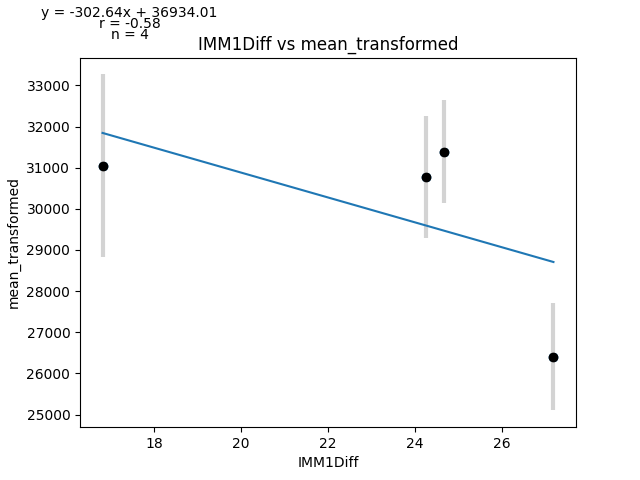 y = -302.64x + 36934.01
r = -0.58
n = 4
IMM1Diff vs mean_transformed
33000
32000
31000
30000
29000
28000
27000
26000
25000
mean_transformed
18 20 22 24 26
IMM1Diff